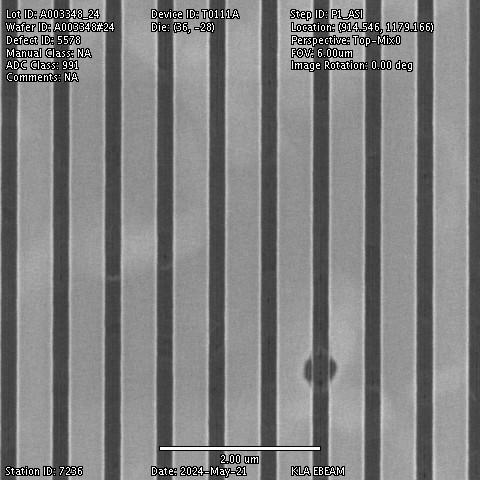 Lot ID: A003348_24
Wafer ID: A003348#24
Defect ID: 5578
Manual Class: NA
ADC Class: 991
Comments: NA
Device ID: T0111A
Die: (36, -28)
Step ID: P1_ASI
Location: (914.546, 1179.166)
Perspective: Top-Mix0
FOV: 6.00um
Image Rotation: 0.00 deg
2.00 um
Station ID: 7236
Date: 2024-May-21
KLA EBEAM